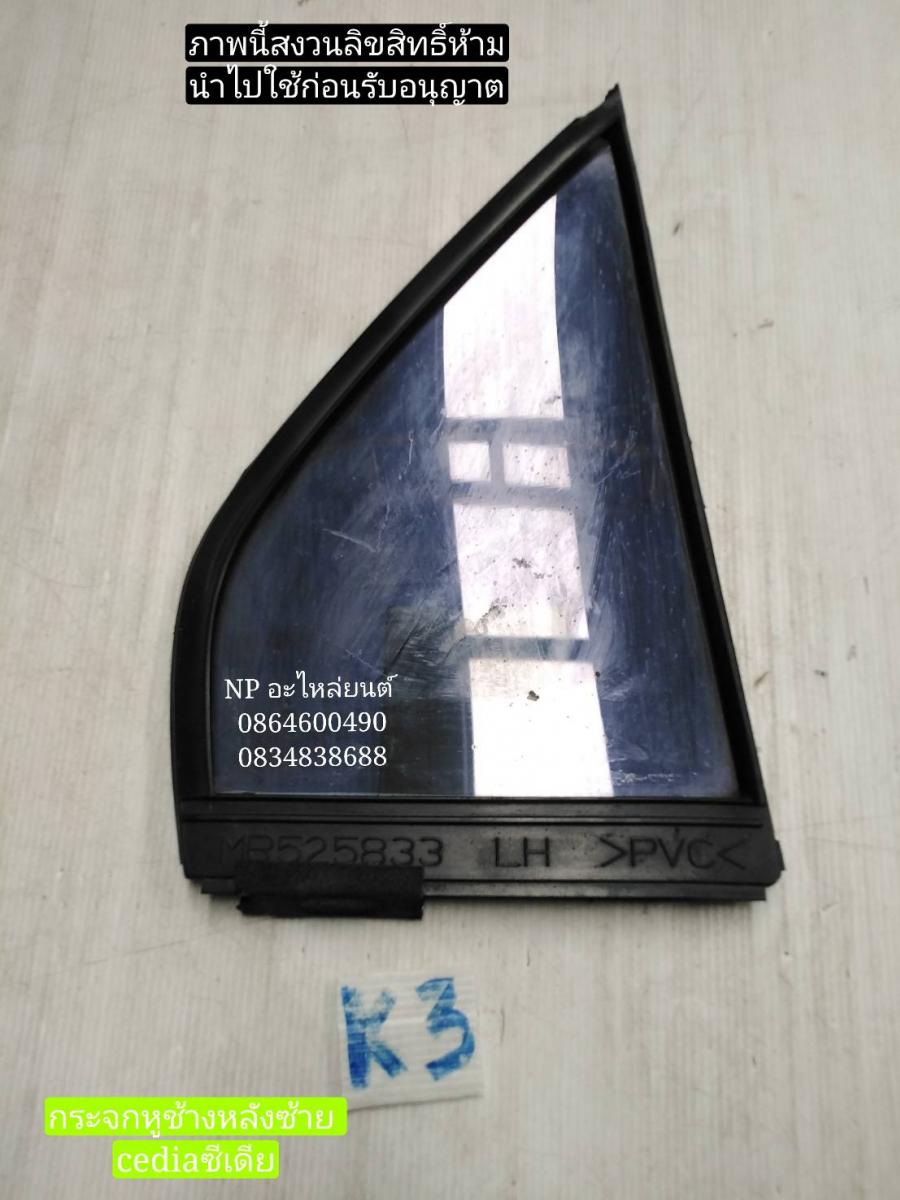 ภาพนี้สงวนลิขสิทธิ์ห้าม
นำไปใช้ก่อนรับอนุญาต
NP อะไหล่ยนต์
0864600490
0834838688
MR525833 LH >PVC<
K3
กระจกหูช้างหลังซ้าย
cediaซีเดีย